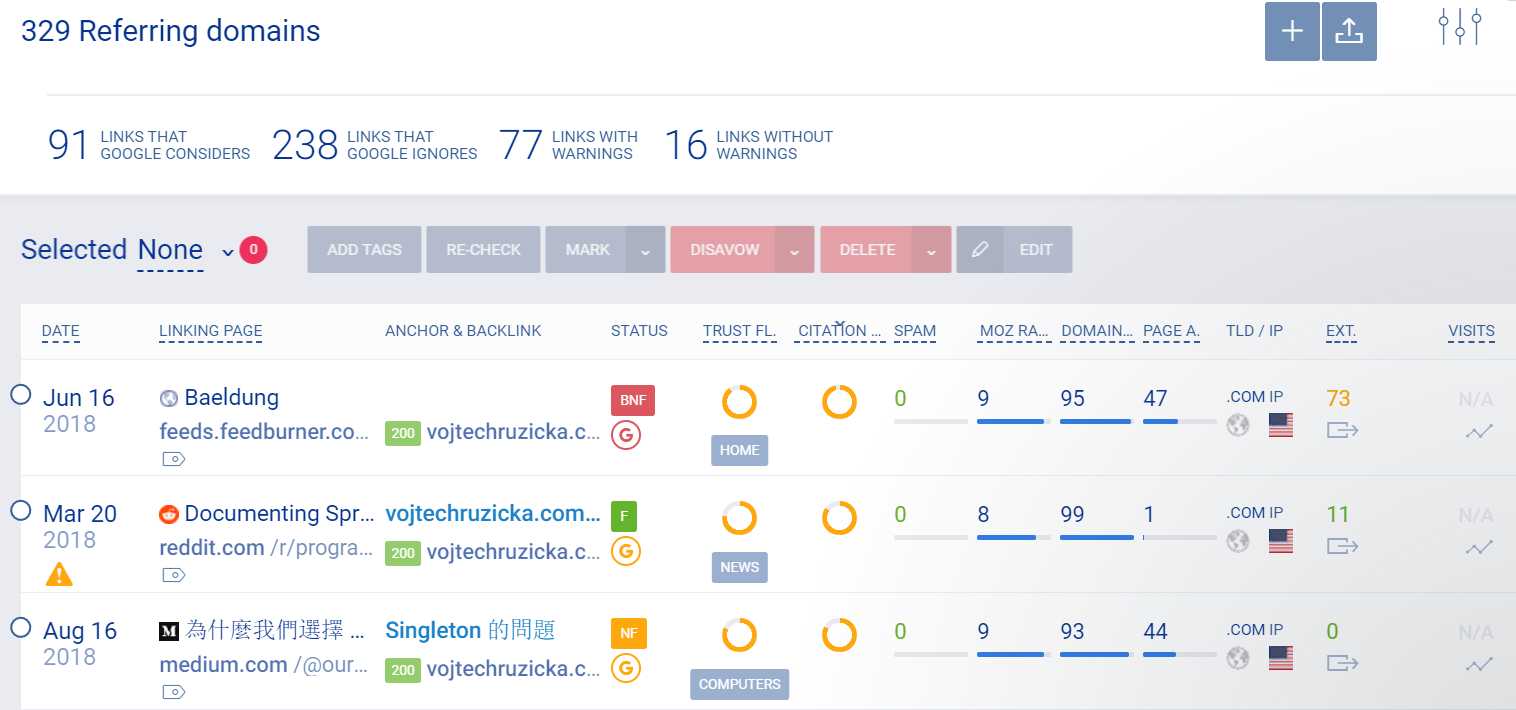 329 Referring domains
91 LINKS THAT GOOGLE CONSIDERS
238 LINKS THAT GOOGLE IGNORES
77 LINKS WITH WARNINGS
16 LINKS WITHOUT WARNINGS
Selected None 0 ADD TAGS RE-CHECK MARK DISAVOW DELETE EDIT
DATE LINKING PAGE ANCHOR & BACKLINK STATUS TRUST FL. CITATION ... SPAM MOZ RA... DOMAIN... PAGE A. TLD / IP EXT. VISITS
Jun 16 Baeldung BNF 0 9 95 47 .COM IP 73 N/A
2018 feeds.feedburner.co... 200 vojtechruzicka.c... G
HOME
Mar 20 Documenting Spr... vojtechruzicka.com... F 0 8 99 1 .COM IP 11 N/A
2018 reddit.com /r/progra... 200 vojtechruzicka.c... G
NEWS
Aug 16 M 為什麼我們選擇 ... Singleton 的問題 NF 0 9 93 44 .COM IP 0 N/A
2018 medium.com /@our... 200 vojtechruzicka.c... G
COMPUTERS